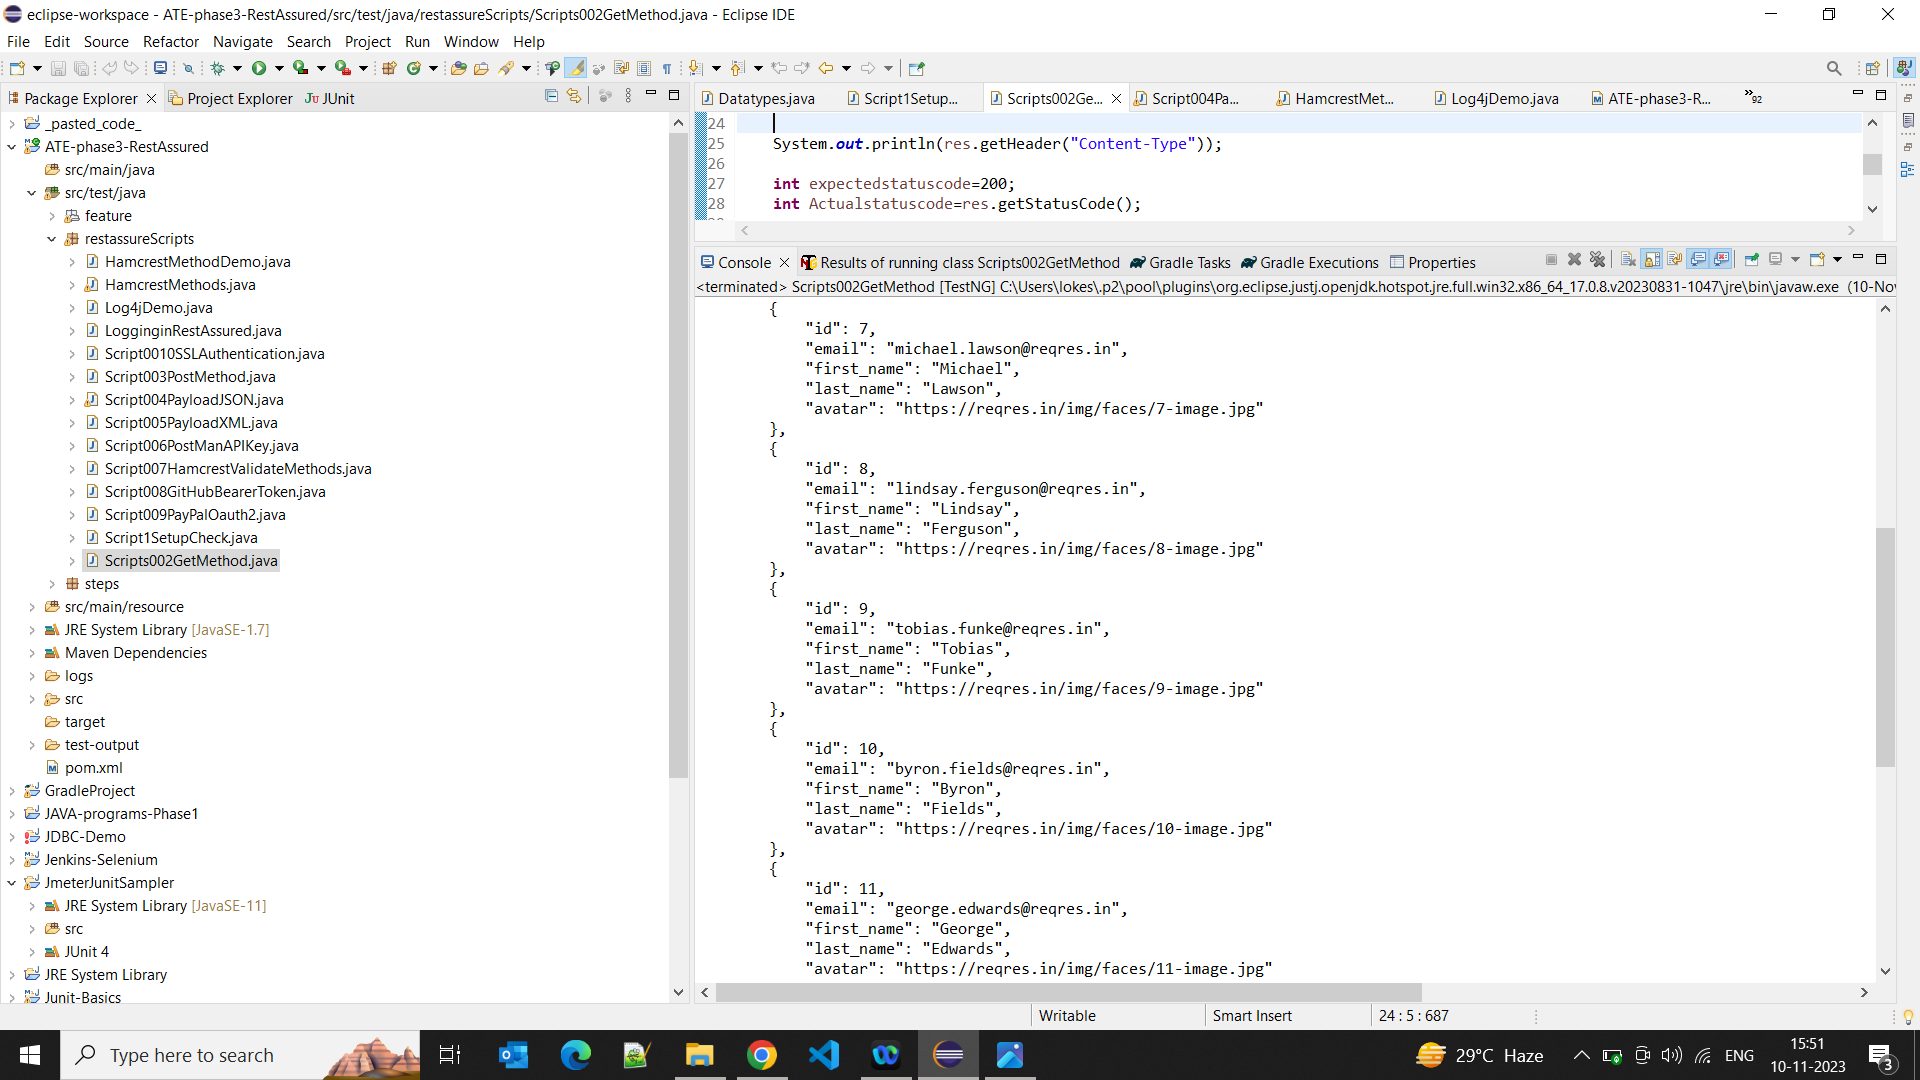 eclipse-workspace - ATE-phase3-RestAssured/src/test/java/restassureScripts/Scripts002GetMethod.java - Eclipse IDE
File Edit Source Refactor Navigate Search Project Run Window Help
Package Explorer
Project Explorer
JUnit
_pasted_code_
ATE-phase3-RestAssured
src/main/java
src/test/java
feature
restassureScripts
HamcrestMethodDemo.java
HamcrestMethods.java
Log4jDemo.java
LogginginRestAssured.java
Script0010SSLAuthentication.java
Script003PostMethod.java
Script004PayloadJSON.java
Script005PayloadXML.java
Script006PostManAPIKey.java
Script007HamcrestValidateMethods.java
Script008GitHubBearerToken.java
Script009PayPalOauth2.java
Script1SetupCheck.java
Scripts002GetMethod.java
steps
src/main/resource
JRE System Library [JavaSE-1.7]
Maven Dependencies
logs
src
target
test-output
pom.xml
GradleProject
JAVA-programs-Phase1
JDBC-Demo
Jenkins-Selenium
JmeterJunitSampler
JRE System Library [JavaSE-11]
src
JUnit 4
JRE System Library
Junit-Basics
Datatypes.java Script1Setup... Scripts002Ge... Script004Pa... HamcrestMet... Log4jDemo.java ATE-phase3-R... 92
24
25 System.out.println(res.getHeader("Content-Type"));
26
27 int expectedstatuscode=200;
28 int Actualstatuscode=res.getStatusCode();
Console Results of running class Scripts002GetMethod Gradle Tasks Gradle Executions Properties
<terminated> Scripts002GetMethod [TestNG] C:\Users\lokes\.p2\pool\plugins\org.eclipse.justj.openjdk.hotspot.jre.full.win32.x86_64_17.0.8.v20230831-1047\jre\bin\javaw.exe (10-Nov
{
"id": 7,
"email": "michael.lawson@reqres.in",
"first_name": "Michael",
"last_name": "Lawson",
"avatar": "https://reqres.in/img/faces/7-image.jpg"
},
{
"id": 8,
"email": "lindsay.ferguson@reqres.in",
"first_name": "Lindsay",
"last_name": "Ferguson",
"avatar": "https://reqres.in/img/faces/8-image.jpg"
},
{
"id": 9,
"email": "tobias.funke@reqres.in",
"first_name": "Tobias",
"last_name": "Funke",
"avatar": "https://reqres.in/img/faces/9-image.jpg"
},
{
"id": 10,
"email": "byron.fields@reqres.in",
"first_name": "Byron",
"last_name": "Fields",
"avatar": "https://reqres.in/img/faces/10-image.jpg"
},
{
"id": 11,
"email": "george.edwards@reqres.in",
"first_name": "George",
"last_name": "Edwards",
"avatar": "https://reqres.in/img/faces/11-image.jpg"
Writable Smart Insert 24 : 5 : 687
Type here to search
29°C Haze
ENG
15:51
10-11-2023
3